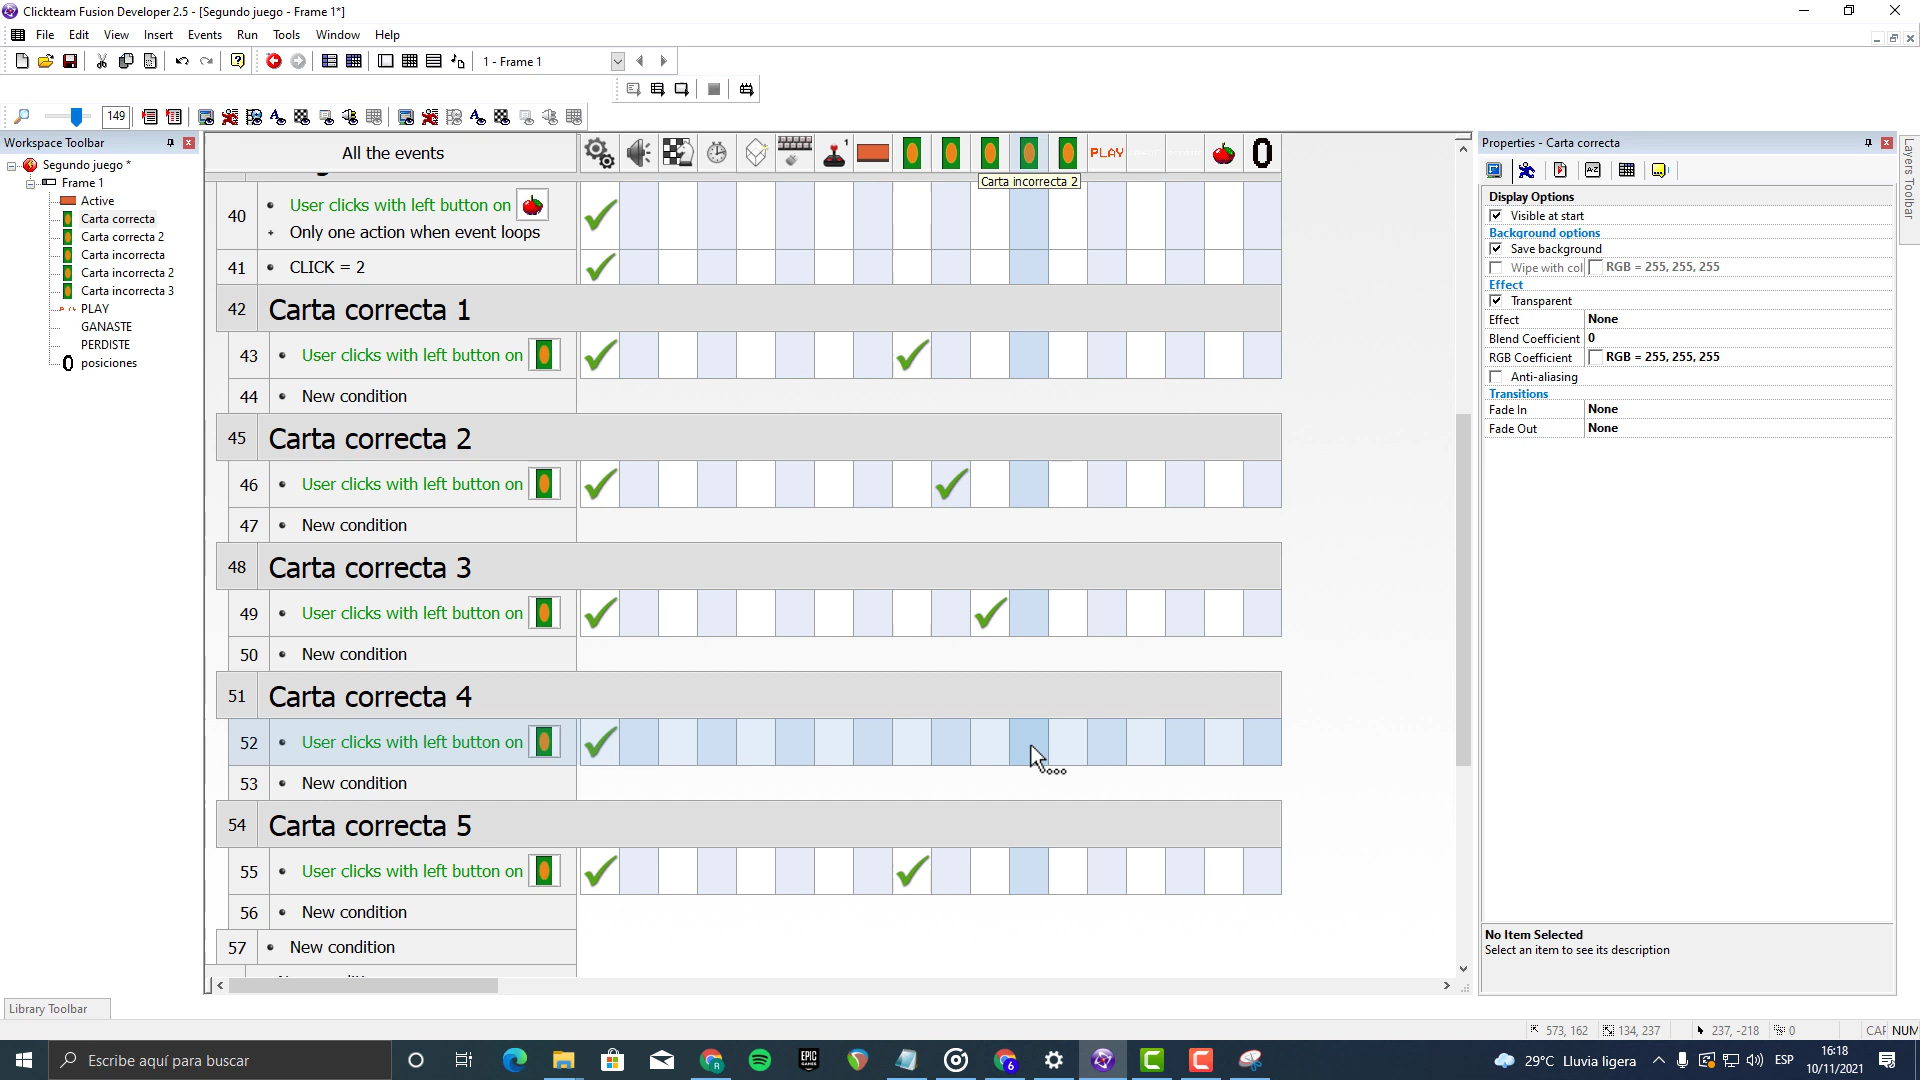 Clickteam Fusion Developer 2.5 - [Segundo juego - Frame 1*]
File Edit View Insert Events Run Tools Window Help
1 - Frame 1
149
Workspace Toolbar
Segundo juego *
Frame 1
Active
Carta correcta
Carta correcta 2
Carta incorrecta
Carta incorrecta 2
Carta incorrecta 3
PLAY
GANASTE
PERDISTE
posiciones
Library Toolbar
All the events
PLAY
Carta incorrecta 2
40 User clicks with left button on
Only one action when event loops
41 CLICK = 2
42 Carta correcta 1
43 User clicks with left button on
44 New condition
45 Carta correcta 2
46 User clicks with left button on
47 New condition
48 Carta correcta 3
49 User clicks with left button on
50 New condition
51 Carta correcta 4
52 User clicks with left button on
53 New condition
54 Carta correcta 5
55 User clicks with left button on
56 New condition
57 New condition
Properties - Carta correcta
Layers Toolbar
Display Options
Visible at start
Background options
Save background
Wipe with col RGB = 255, 255, 255
Effect
Transparent
Effect None
Blend Coefficient 0
RGB Coefficient RGB = 255, 255, 255
Anti-aliasing
Transitions
Fade In None
Fade Out None
No Item Selected
Select an item to see its description
573, 162 134, 237 237, -218 0 CAP NUM
Escribe aquí para buscar
29°C Lluvia ligera ESP 16:18
10/11/2021